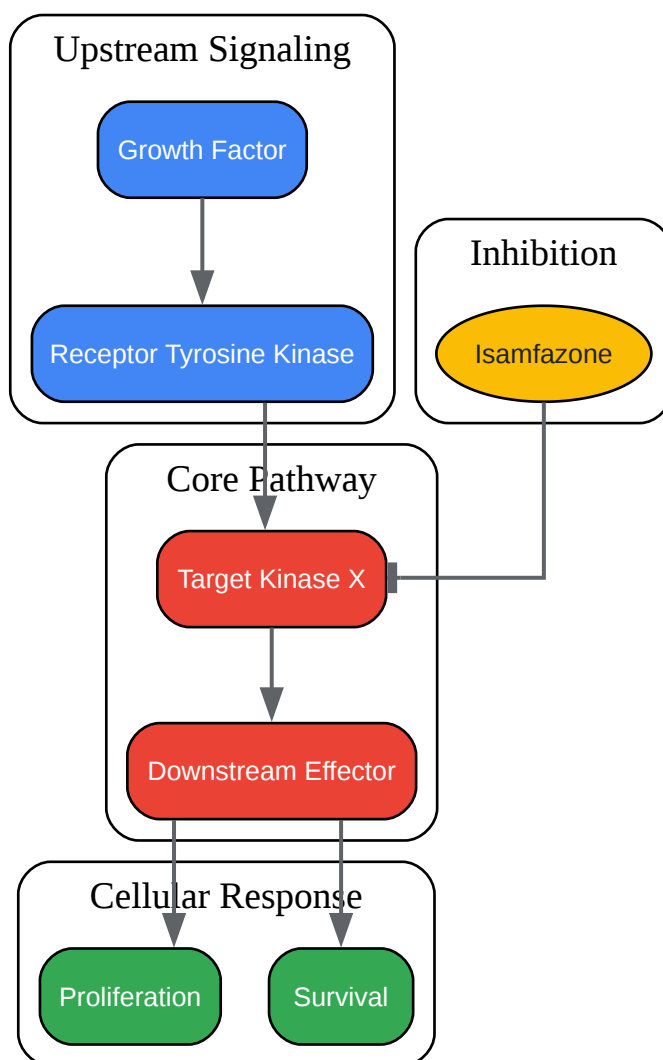 Upstream Signaling
Growth Factor
Receptor Tyrosine Kinase
Inhibition
Isamfazone
Core Pathway
Target Kinase X
Downstream Effector
Cellular Response
Proliferation
Survival